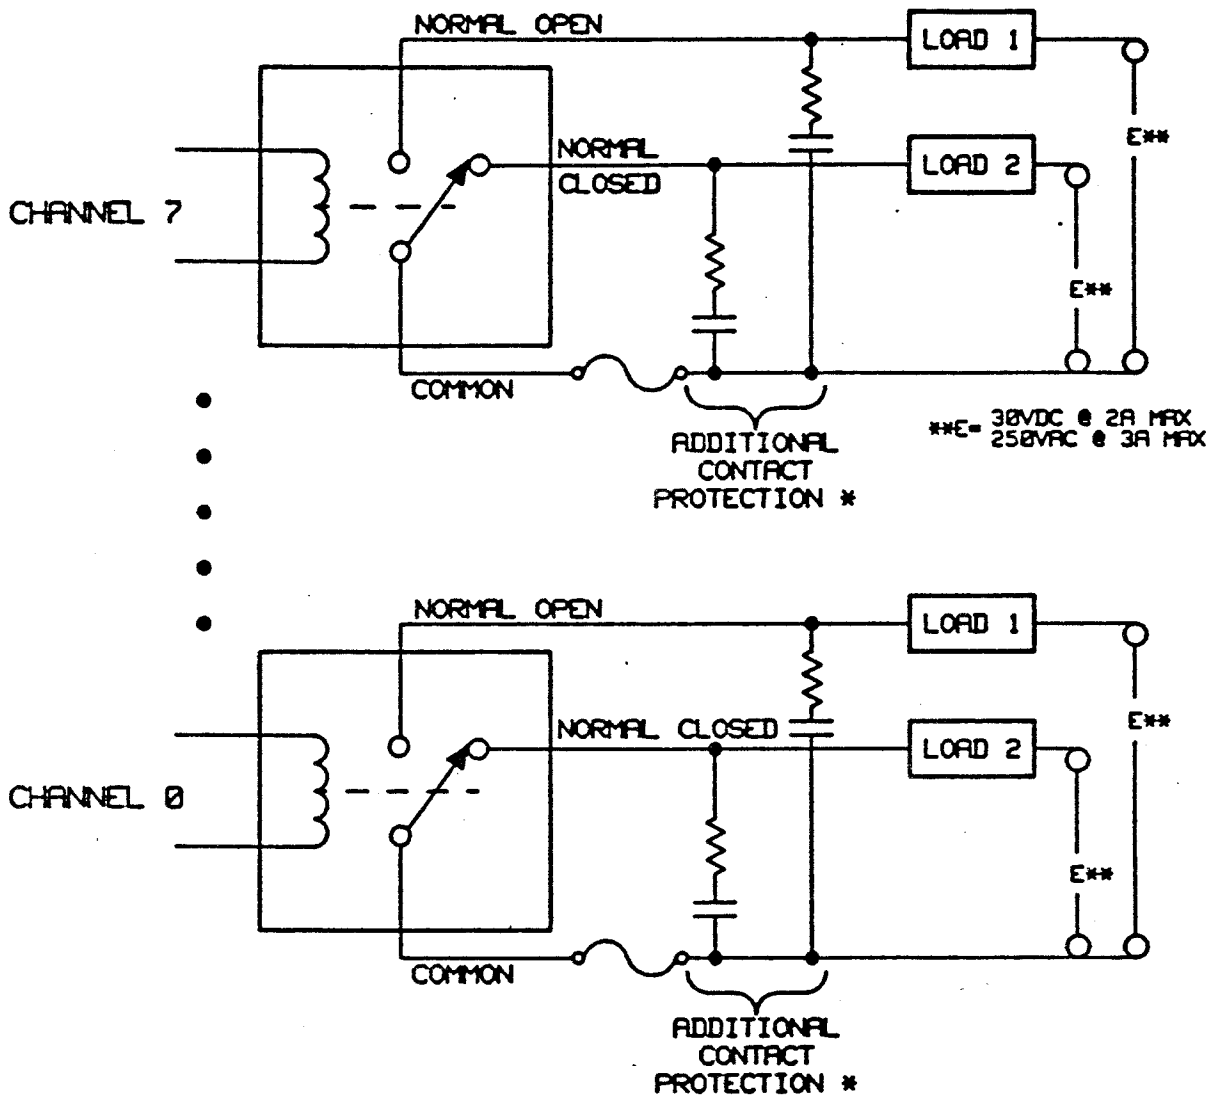 NORMAL OPEN
LOAD 1
E**
NORMAL
CLOSED
LOAD 2
CHANNEL 7
E**
COMMON
**E= 30VDC @ 2A MAX
250VAC @ 3A MAX
ADDITIONAL
CONTACT
PROTECTION *
NORMAL OPEN
LOAD 1
E**
NORMAL CLOSED
LOAD 2
CHANNEL 0
E**
COMMON
ADDITIONAL
CONTACT
PROTECTION *